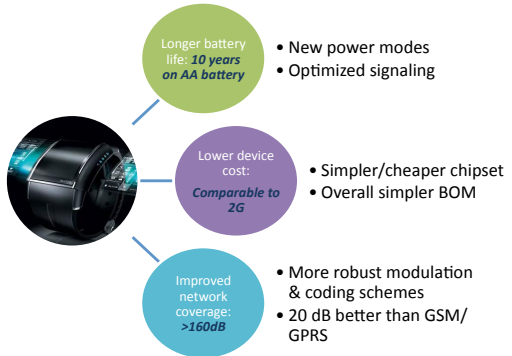 Longer battery
life: 10 years
on AA battery
• New power modes
• Optimized signaling
Lower device
cost:
Comparable to
2G
• Simpler/cheaper chipset
• Overall simpler BOM
Improved
network
coverage:
>160dB
• More robust modulation
& coding schemes
• 20 dB better than GSM/
GPRS